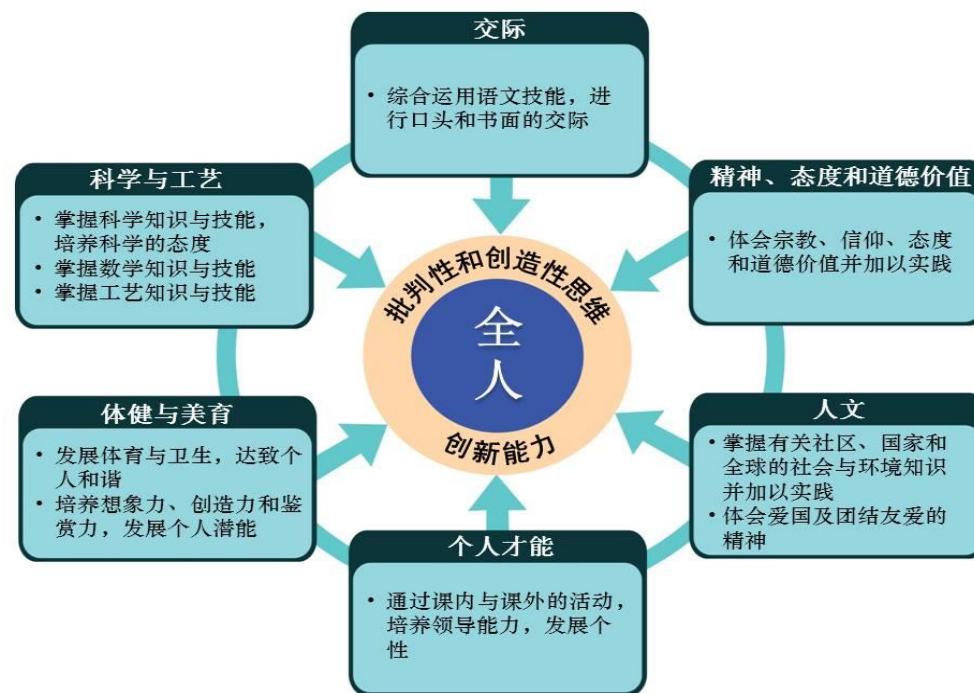 交际
• 综合运用语文技能，进
行口头和书面的交际
科学与工艺
• 掌握科学知识与技能，
培养科学的态度
• 掌握数学知识与技能
• 掌握工艺知识与技能
精神、态度和道德价值
• 体会宗教、信仰、态度
和道德价值并加以实践
批判性和创造性思维
全
人
创新能力
体健与美育
• 发展体育与卫生，达致个
人和谐
• 培养想象力、创造力和鉴
赏力，发展个人潜能
人文
• 掌握有关社区、国家和
全球的社会与环境知识
并加以实践
• 体会爱国及团结友爱的
精神
个人才能
• 通过课内与课外的活动，
培养领导能力，发展个
性